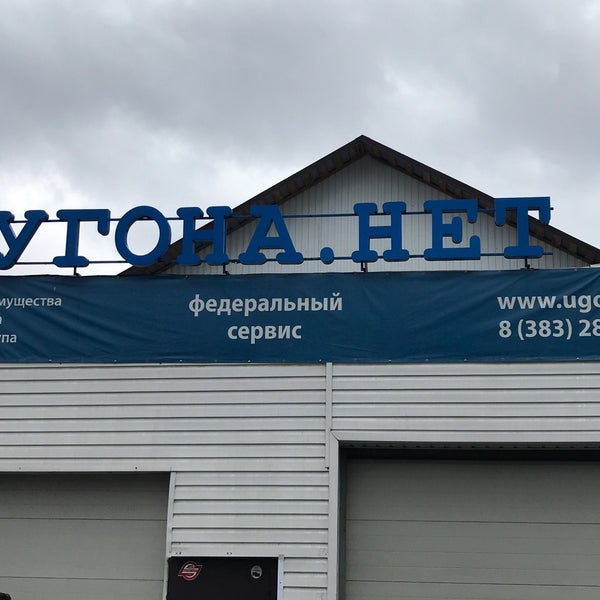 УГОНА.НЕТ
федеральный
сервис
www.ugo
8 (383) 28